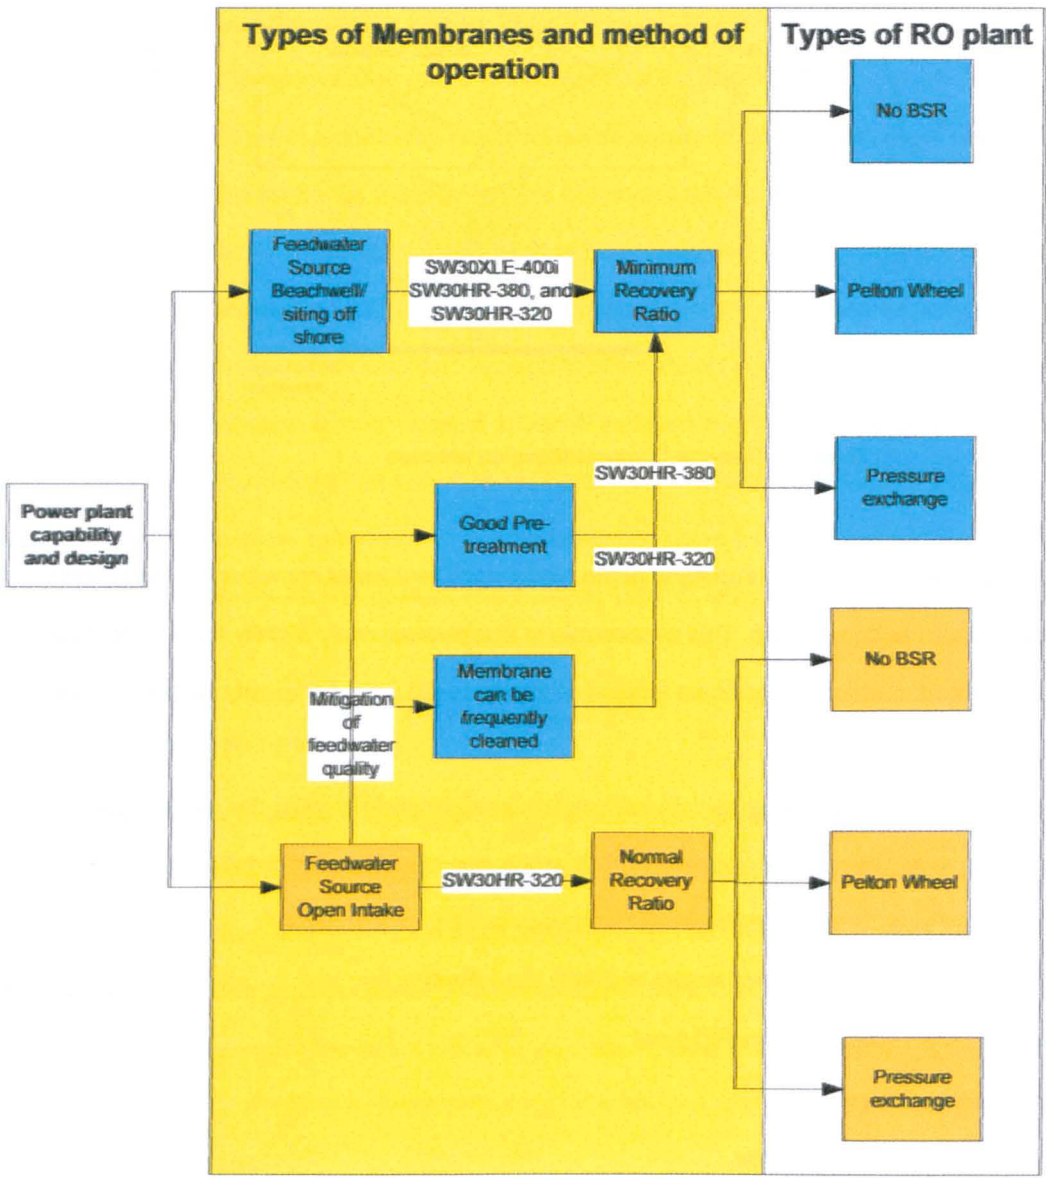 Types of Membranes and method of
operation
Types of RO plant
No BSR
Feedwater
Source
Beachwell/
siting off
shore
SW30XLE-400i
SW30HR-380, and
SW30HR-320
Minimum
Recovery
Ratio
Pelton Wheel
Pressure
exchange
SW30HR-380
Power plant
capability
and design
Good Pre-
treatment
SW30HR-320
No BSR
Membrane
can be
frequently
cleaned
Mitigation
of
feedwater
quality
Feedwater
Source
Open Intake
SW30HR-320
Normal
Recovery
Ratio
Pelton Wheel
Pressure
exchange